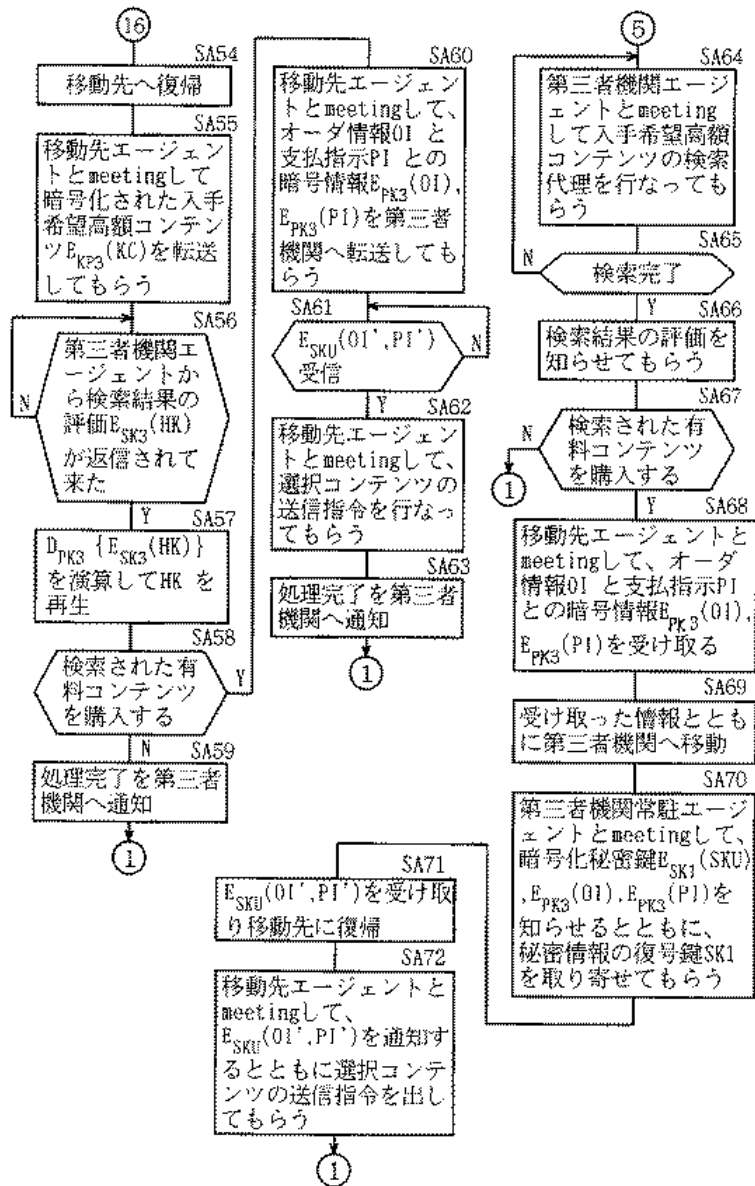 16
SA54
移動先へ復帰
SA55
移動先エージェン
トとmeetingして
暗号化された入手
希望高額コンテン
ツE_KP3(KC)を転送
してもらう
SA56
第三者機関エ
ージェントか
ら検索結果の
評価E_SK3(HK)
が返信されて
来た
N
Y
SA57
D_PK3 {E_SK3(HK)}
を演算してHK を
再生
SA58
検索された有
料コンテンツ
を購入する
Y
N
SA59
処理完了を第三者
機関へ通知
1
SA60
移動先エージェン
トとmeetingして、
オーダ情報OI と
支払指示PI との
暗号情報E_PK3(OI),
E_PK3(PI)を第三者
機関へ転送しても
らう
SA61
E_SKU(OI',PI')
受信
N
Y
SA62
移動先エージェン
トとmeetingして、
選択コンテンツの
送信指令を行なっ
てもらう
SA63
処理完了を第三者
機関へ通知
1
5
SA64
第三者機関エージ
ェントとmeeting
して入手希望高額
コンテンツの検索
代理を行なっても
らう
SA65
検索完了
N
Y
SA66
検索結果の評価を
知らせてもらう
SA67
検索された有
料コンテンツ
を購入する
N
1
Y
SA68
移動先エージェントと
meetingして、オーダ
情報OI と支払指示PI
との暗号情報E_PK3(OI),
E_PK3(PI)を受け取る
SA69
受け取った情報ととも
に第三者機関へ移動
SA70
第三者機関常駐エージ
ェントとmeetingして、
暗号化秘密鍵E_SK1(SKU)
,E_PK3(OI),E_PK3(PI)を
知らせるとともに、
秘密情報の復号鍵SK1
を取り寄せてもらう
SA71
E_SKU(OI',PI')を受け取
り移動先に復帰
SA72
移動先エージェントと
meetingして、
E_SKU(OI',PI')を通知す
るとともに選択コンテ
ンツの送信指令を出し
てもらう
1